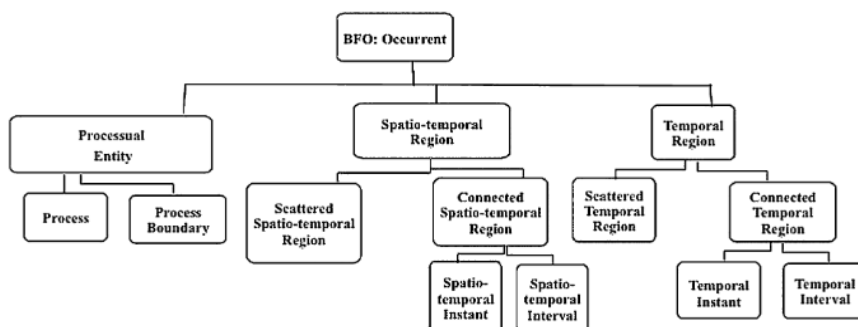 BFO: Occurrent
Processual
Entity
Spatio-temporal
Region
Temporal
Region
Process
Process
Boundary
Scattered
Spatio-temporal
Region
Connected
Spatio-temporal
Region
Scattered
Temporal
Region
Connected
Temporal
Region
Spatio-
temporal
Instant
Spatio-
temporal
Interval
Temporal
Instant
Temporal
Interval